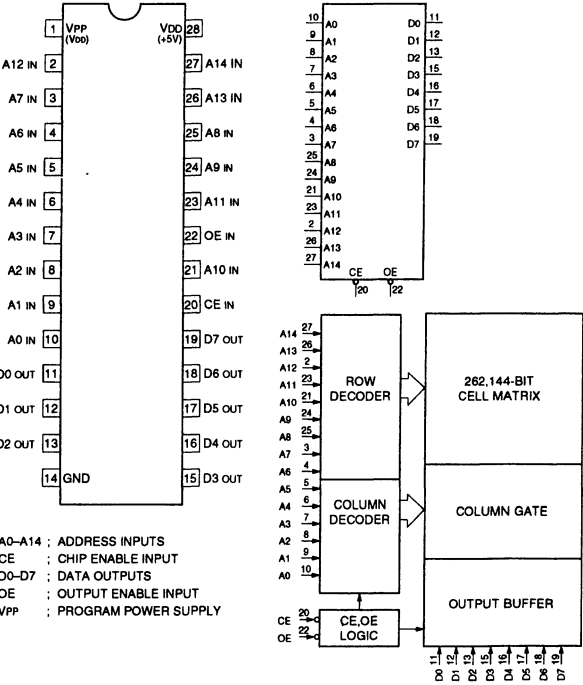 1 VPP (VDD) VDD (+5V) 28
A12 IN 2 27 A14 IN
A7 IN 3 26 A13 IN
A6 IN 4 25 A8 IN
A5 IN 5 24 A9 IN
A4 IN 6 23 A11 IN
A3 IN 7 22 OE IN
A2 IN 8 21 A10 IN
A1 IN 9 20 CE IN
A0 IN 10 19 D7 OUT
D0 OUT 11 18 D6 OUT
D1 OUT 12 17 D5 OUT
D2 OUT 13 16 D4 OUT
14 GND 15 D3 OUT
A0–A14 ; ADDRESS INPUTS
CE ; CHIP ENABLE INPUT
D0–D7 ; DATA OUTPUTS
OE ; OUTPUT ENABLE INPUT
VPP ; PROGRAM POWER SUPPLY
10 A0 D0 11
9 A1 D1 12
8 A2 D2 13
7 A3 D3 15
6 A4 D4 16
5 A5 D5 17
4 A6 D6 18
3 A7 D7 19
25 A8
24 A9
21 A10
23 A11
2 A12
26 A13
27 A14
CE OE
20 22
A14 27
A13 26
A12 2
A11 23
A10 21
A9 24
A8 25
A7 3
A6 4
A5 5
A4 6
A3 7
A2 8
A1 9
A0 10
ROW
DECODER
COLUMN
DECODER
262,144-BIT
CELL MATRIX
COLUMN GATE
OUTPUT BUFFER
CE 20
OE 22
CE,OE
LOGIC
D0 11
D1 12
D2 13
D3 15
D4 16
D5 17
D6 18
D7 19